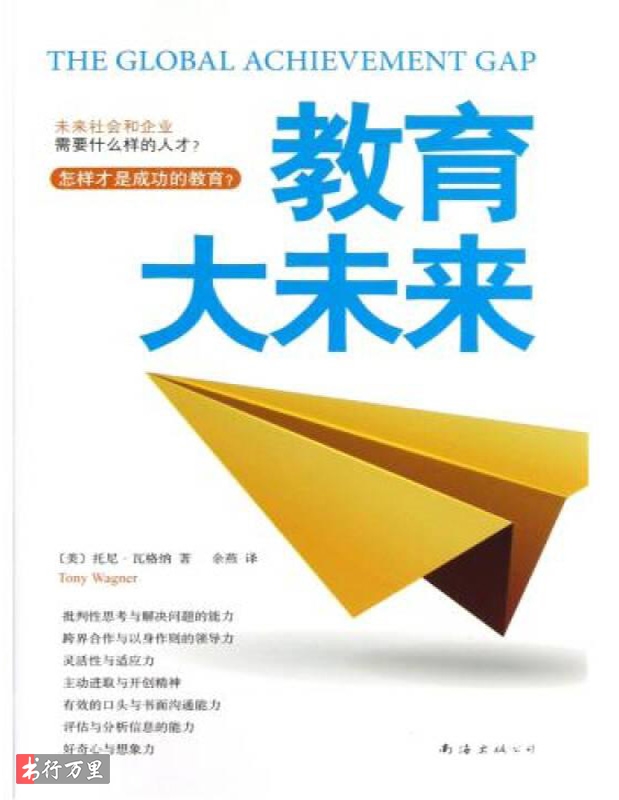 THE GLOBAL ACHIEVEMENT GAP
未来社会和企业
需要什么样的人才？
怎样才是成功的教育？
教育
大未来
〔美〕托尼·瓦格纳 著 余燕 译
Tony Wagner
批判性思考与解决问题的能力
跨界合作与以身作则的领导力
灵活性与适应力
主动进取与开创精神
有效的口头与书面沟通能力
评估与分析信息的能力
好奇心与想象力
南海出版公司
书行万里